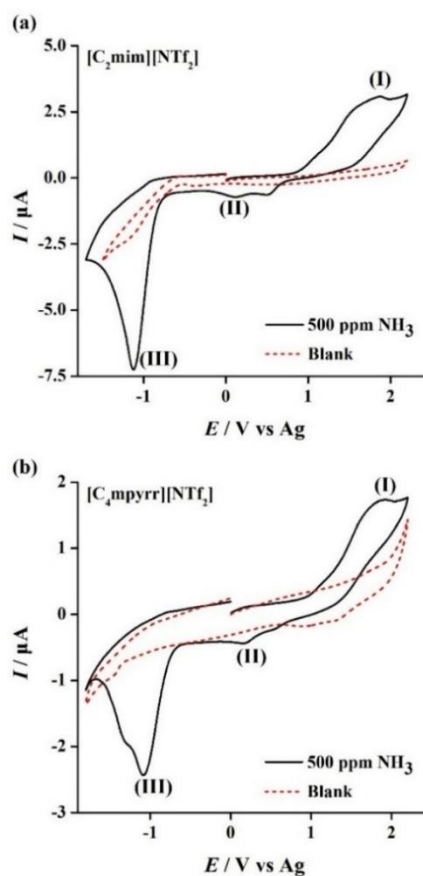 (a)
[C₂mim][NTf₂]
(I)
(II)
(III)
500 ppm NH₃
Blank
I / µA
5.0
2.5
0.0
-2.5
-5.0
-7.5
-1
0
1
2
E / V vs Ag
(b)
[C₄mpyrr][NTf₂]
(I)
(II)
(III)
500 ppm NH₃
Blank
I / µA
2
1
0
-1
-2
-3
-1
0
1
2
E / V vs Ag